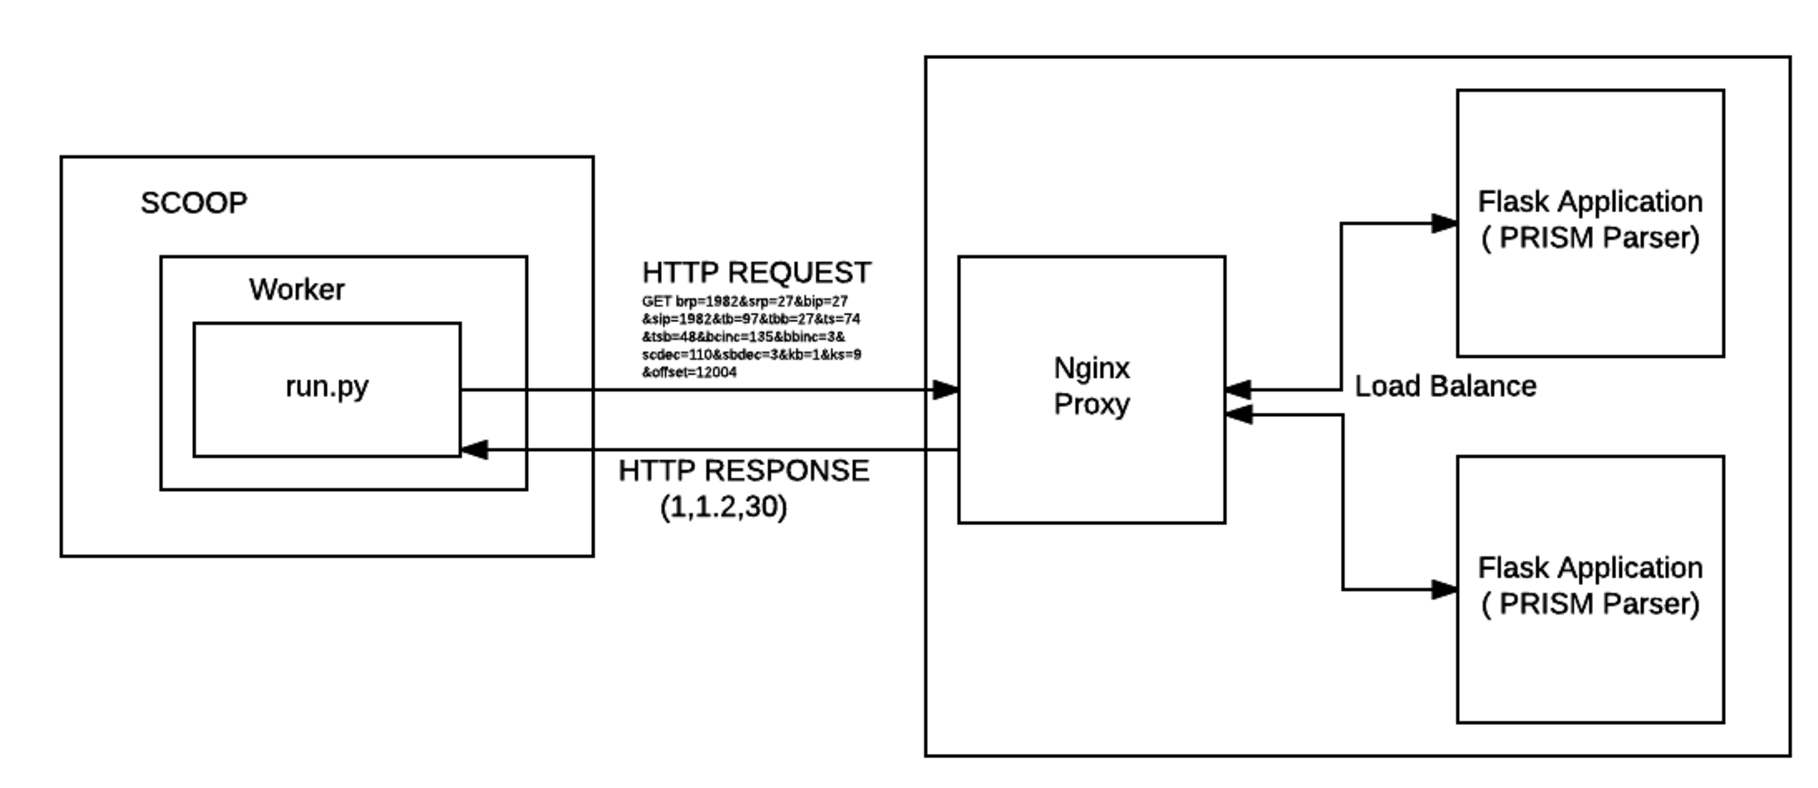 SCOOP
Worker
run.py
HTTP REQUEST
GET brp=1982&srp=27&bip=27
&sip=1982&tb=97&tbb=27&ts=74
&tsb=48&bcinc=135&bbinc=3&
scdec=110&sbdec=3&kb=1&ks=9
&offset=12004
HTTP RESPONSE
(1,1.2,30)
Nginx
Proxy
Load Balance
Flask Application
( PRISM Parser)
Flask Application
( PRISM Parser)